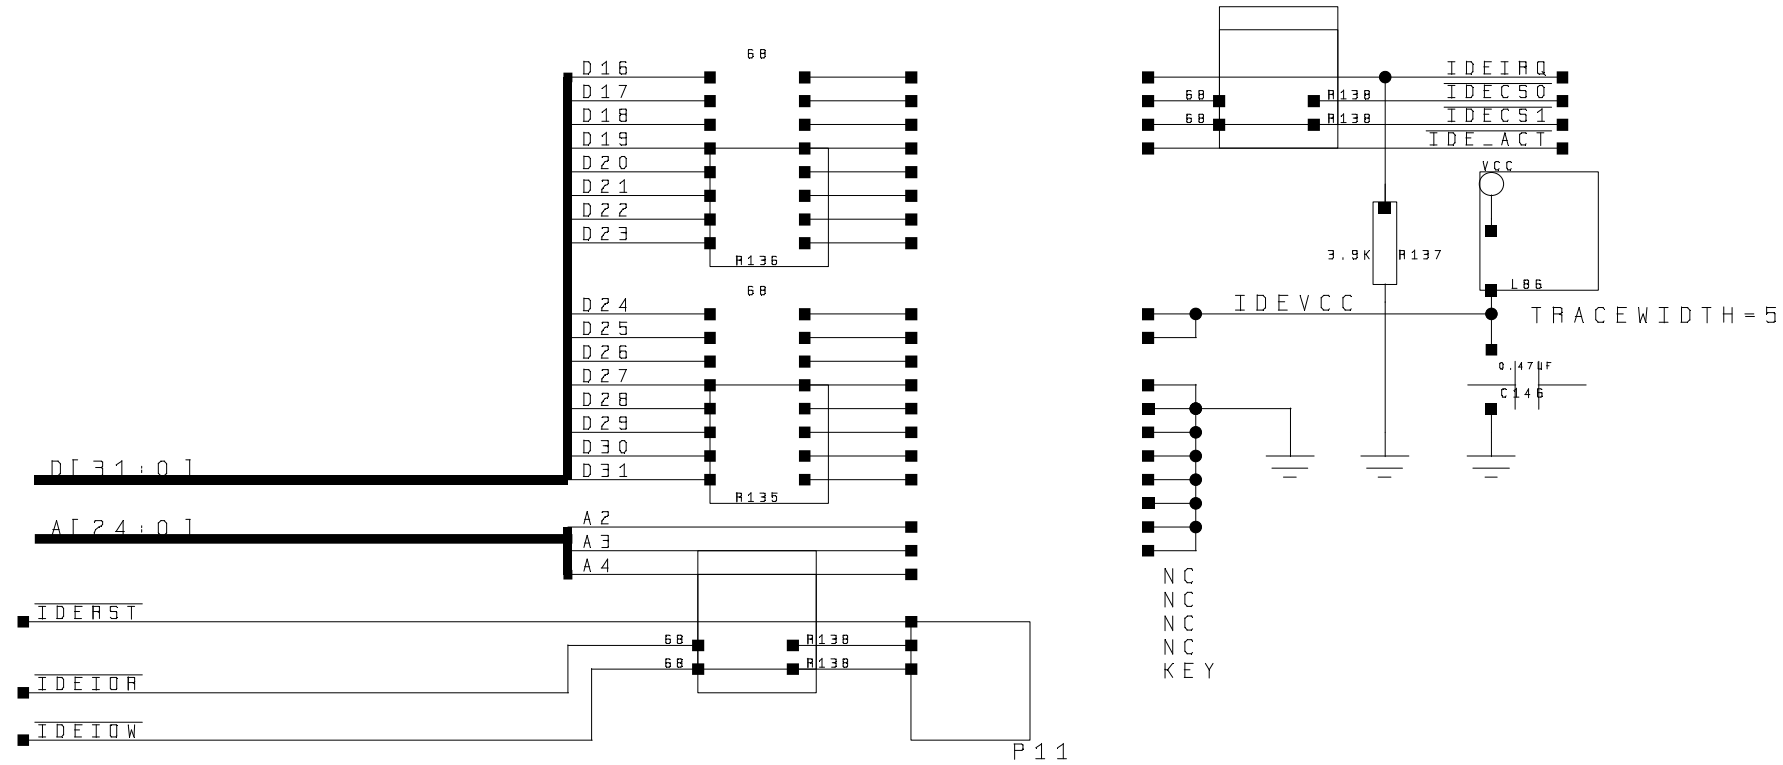 68
D16
D17
D18
D19
D20
D21
D22
D23
R136
68
D24
D25
D26
D27
D28
D29
D30
D31
R135
D[31:0]
A[24:0]
A2
A3
A4
IDERST
68 R138
68 R138
IDEIOR
IDEIOW
P11
IDEIRQ
68 R138 IDECS0
68 R138 IDECS1
IDE_ACT
VCC
3.9K R137
L86
IDEVCC
TRACEWIDTH=5
0.47UF
C146
NC
NC
NC
NC
KEY